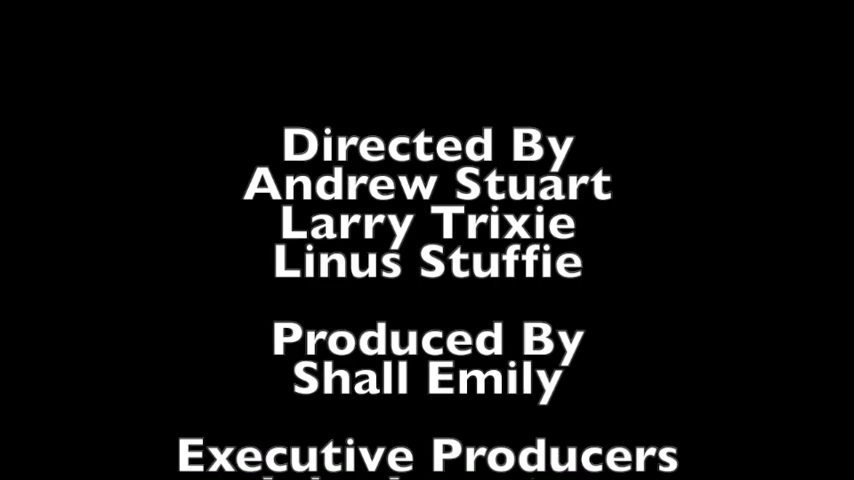 Directed By
Andrew Stuart
Larry Trixie
Linus Stuffie
Produced By
Shall Emily
Executive Producers